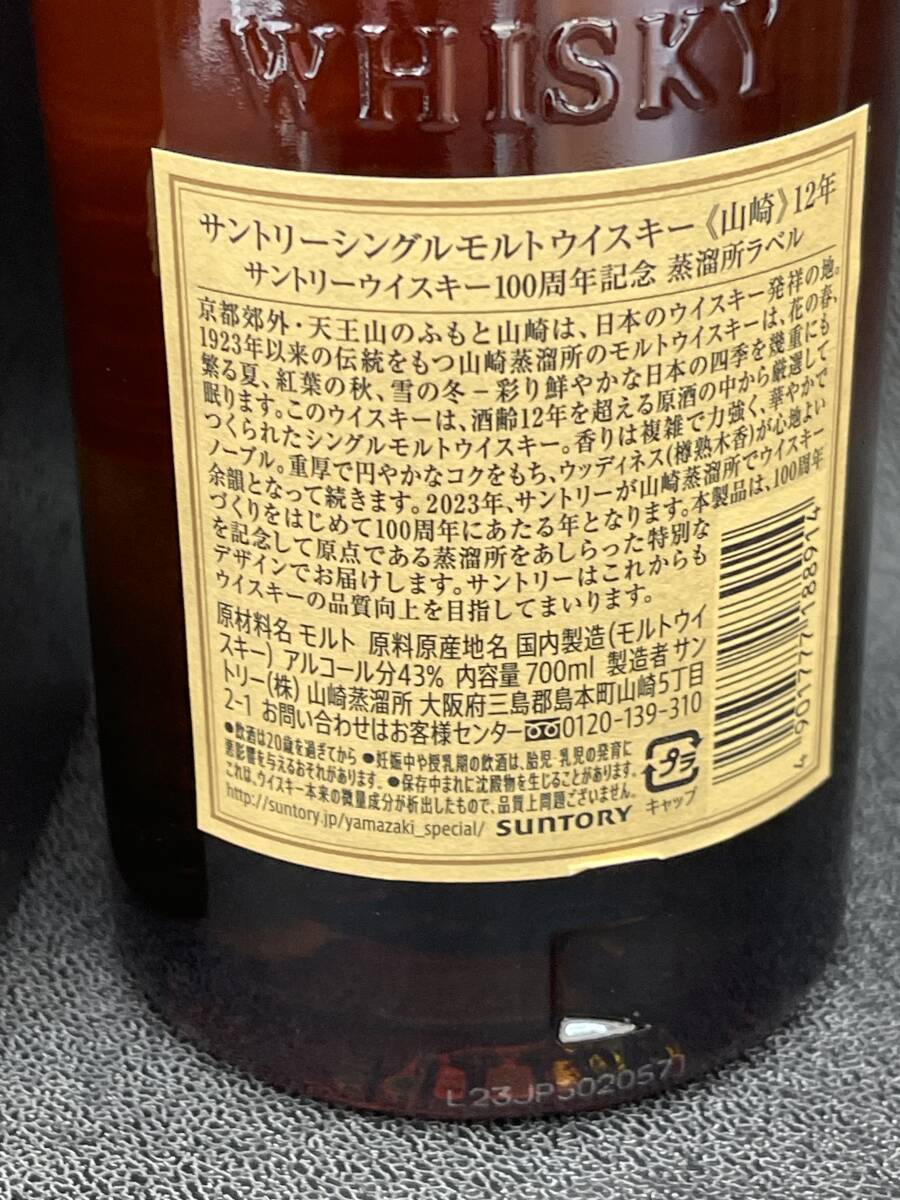 WHISKY
サントリーシングルモルトウイスキー《山崎》12年
サントリーウイスキー100周年記念 蒸溜所ラベル
京都郊外・天王山のふもと山崎は、日本のウイスキー発祥の地。
1923年以来の伝統をもつ山崎蒸溜所のモルトウイスキーは、花の春、
繁る夏、紅葉の秋、雪の冬－彩り鮮やかな日本の四季を幾重にも
眠ります。このウイスキーは、酒齢12年を超える原酒の中から厳選して
つくられたシングルモルトウイスキー。香りは複雑で力強く、華やかで
ノーブル。重厚で円やかなコクをもち、ウッディネス(樽熟木香)が心地よい
余韻となって続きます。2023年、サントリーが山崎蒸溜所でウイスキー
づくりをはじめて100周年にあたる年となります。本製品は、100周年
を記念して原点である蒸溜所をあしらった特別な
デザインでお届けします。サントリーはこれからも
ウイスキーの品質向上を目指してまいります。
原材料名 モルト 原料原産地名 国内製造(モルトウイ
スキー) アルコール分43% 内容量700ml 製造者 サン
トリー(株) 山崎蒸溜所 大阪府三島郡島本町山崎5丁目
2-1 お問い合わせはお客様センター0120-139-310
●飲酒は20歳を過ぎてから ●妊娠中や授乳期の飲酒は、胎児・乳児の発育に
悪影響を与えるおそれがあります。 ●保存中まれに沈殿物を生じることがあります。
これは、ウイスキー本来の微量成分が析出したもので、品質上問題ございません。
http://suntory.jp/yamazaki_special/ SUNTORY
プラ
キャップ
4901777188914
L23JP3020571